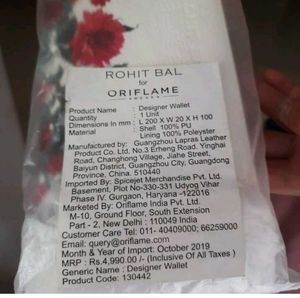 ROHIT BAL
for
ORIFLAME
SWEDEN
Product Name : Designer Wallet
Quantity : 1 Unit
Dimensions In mm : L 200 X W 20 X H 100
Material : Shell 100% PU
Lining 100% Polyester
Manufactured by: Guangzhou Lapras Leather
Product Co. Ltd, No.3 Erheng Road. Yinghai
Road, Changhong Village, Jiahe Street,
Baiyun District, Guangzhou City, Guangdong
Province, China. 510440
Imported By: Spicejet Merchandise Pvt. Ltd.
Basement, Plot No-330-331 Udyog Vihar
Phase IV. Gurgaon, Haryana -122016
Marketed By: Oriflame India Pvt. Ltd.
M-10, Ground Floor, South Extension
Part - 2, New Delhi : 110049 India
Customer Care Tel: 011- 40409000; 66259000
Email: query@oriflame.com
Month & Year of Import: October 2019
MRP : Rs.4,990.00 /- (Inclusive Of All Taxes )
Generic Name : Designer Wallet
Product Code: 130442